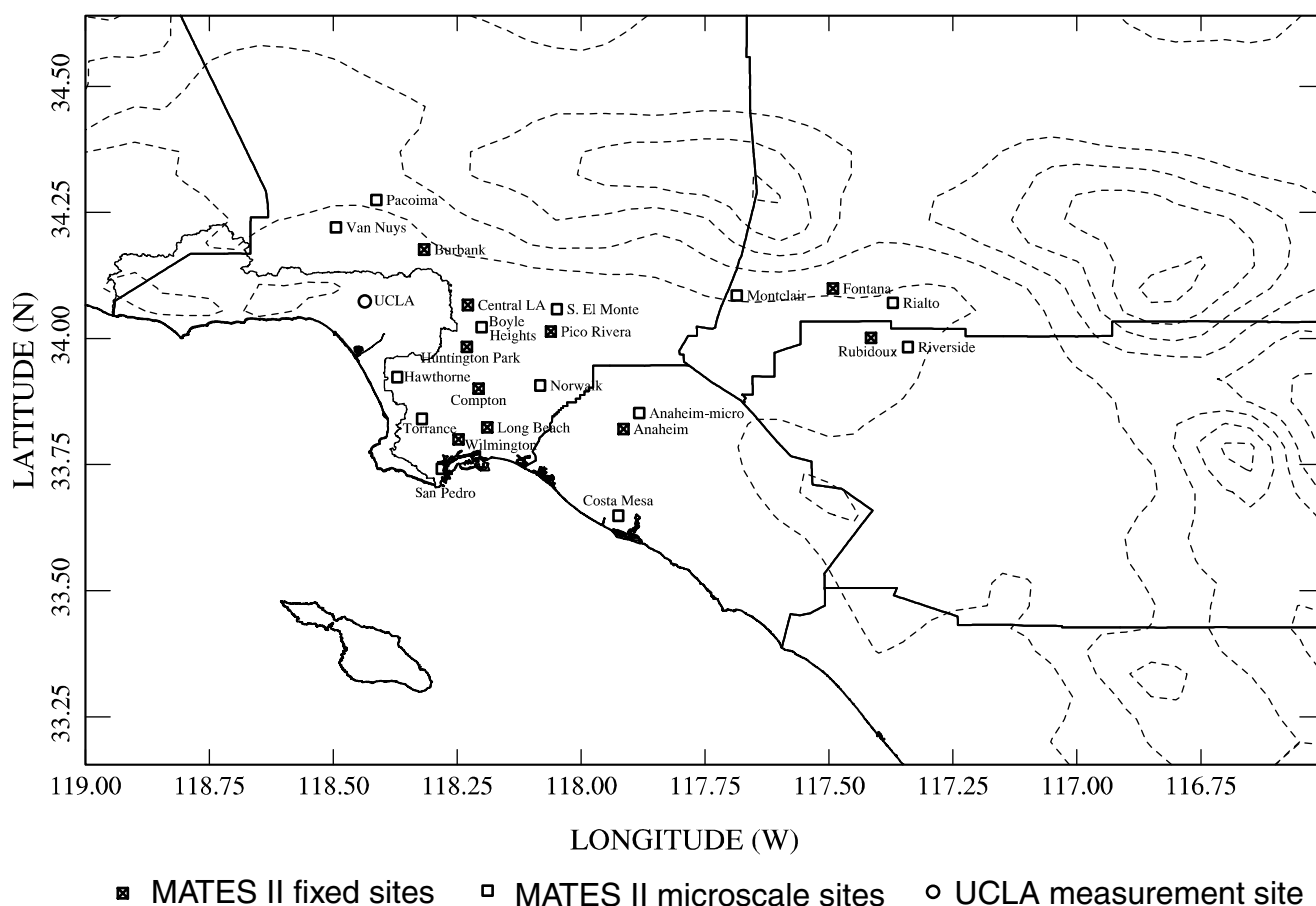 34.50
34.25
34.00
33.75
33.50
33.25
LATITUDE (N)
Pacoima
Van Nuys
Burbank
UCLA
Central LA
S. El Monte
Boyle
Heights
Pico Rivera
Huntington Park
Hawthorne
Norwalk
Compton
Torrance
Long Beach
Wilmington
San Pedro
Anaheim-micro
Anaheim
Costa Mesa
Montclair
Fontana
Rialto
Rubidoux
Riverside
119.00 118.75 118.50 118.25 118.00 117.75 117.50 117.25 117.00 116.75
LONGITUDE (W)
MATES II fixed sites MATES II microscale sites UCLA measurement site